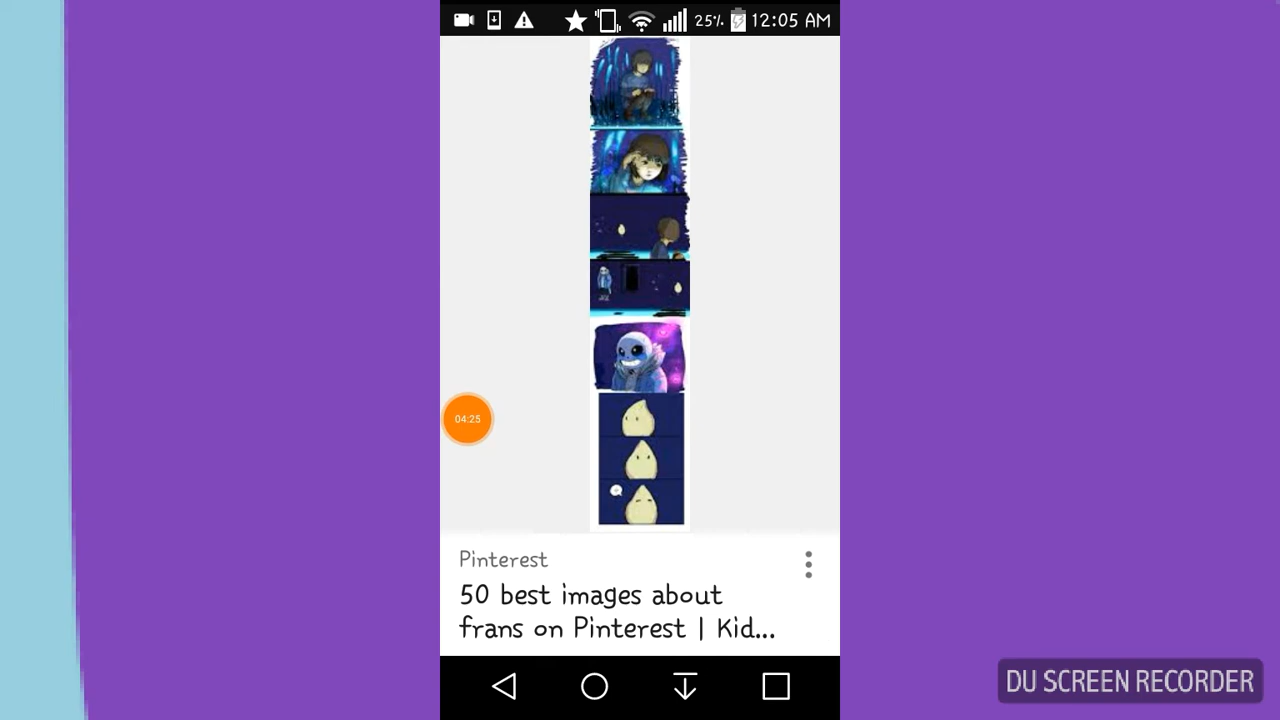 25% 12:05 AM
04:25
Pinterest
50 best images about
frans on Pinterest | Kid...
DU SCREEN RECORDER